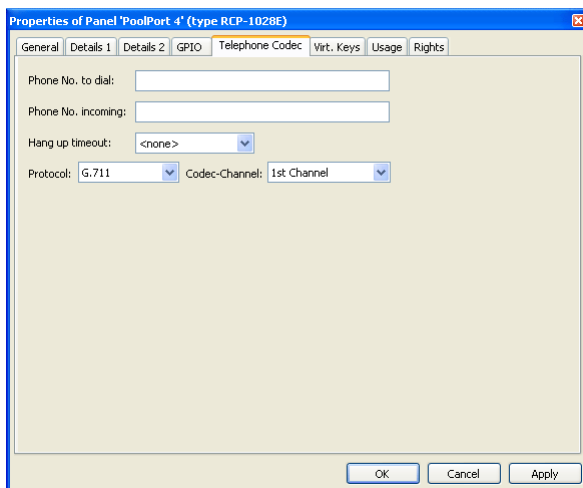 Properties of Panel 'PoolPort 4' (type RCP-1028E)
General Details 1 Details 2 GPIO Telephone Codec Virt. Keys Usage Rights
Phone No. to dial:
Phone No. incoming:
Hang up timeout: <none>
Protocol: G.711 Codec-Channel: 1st Channel
OK Cancel Apply